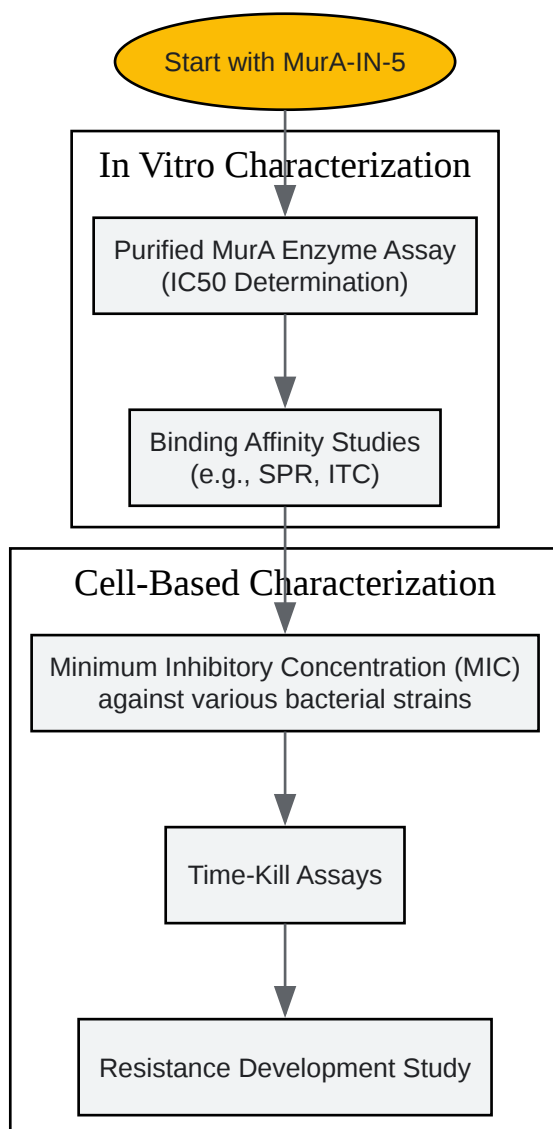 Start with MurA-IN-5
In Vitro Characterization
Purified MurA Enzyme Assay
(IC50 Determination)
Binding Affinity Studies
(e.g., SPR, ITC)
Cell-Based Characterization
Minimum Inhibitory Concentration (MIC)
against various bacterial strains
Time-Kill Assays
Resistance Development Study